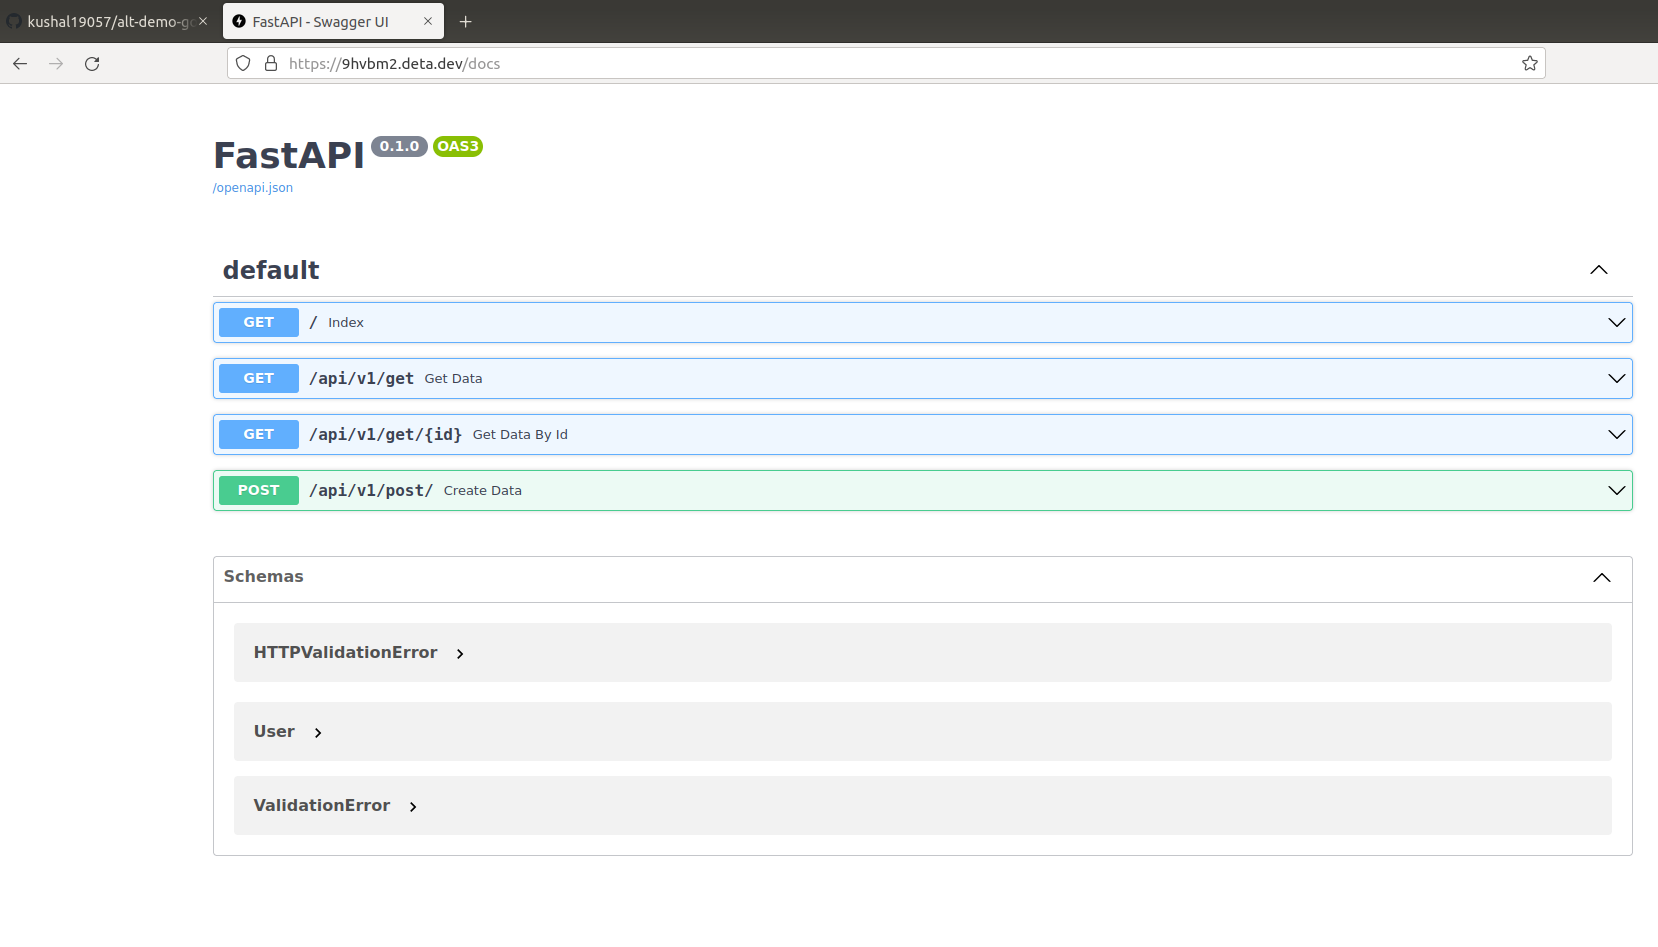 kushal19057/alt-demo-go
FastAPI - Swagger UI
https://9hvbm2.deta.dev/docs
FastAPI 0.1.0 OAS3
/openapi.json
default
GET / Index
GET /api/v1/get Get Data
GET /api/v1/get/{id} Get Data By Id
POST /api/v1/post/ Create Data
Schemas
HTTPValidationError
User
ValidationError